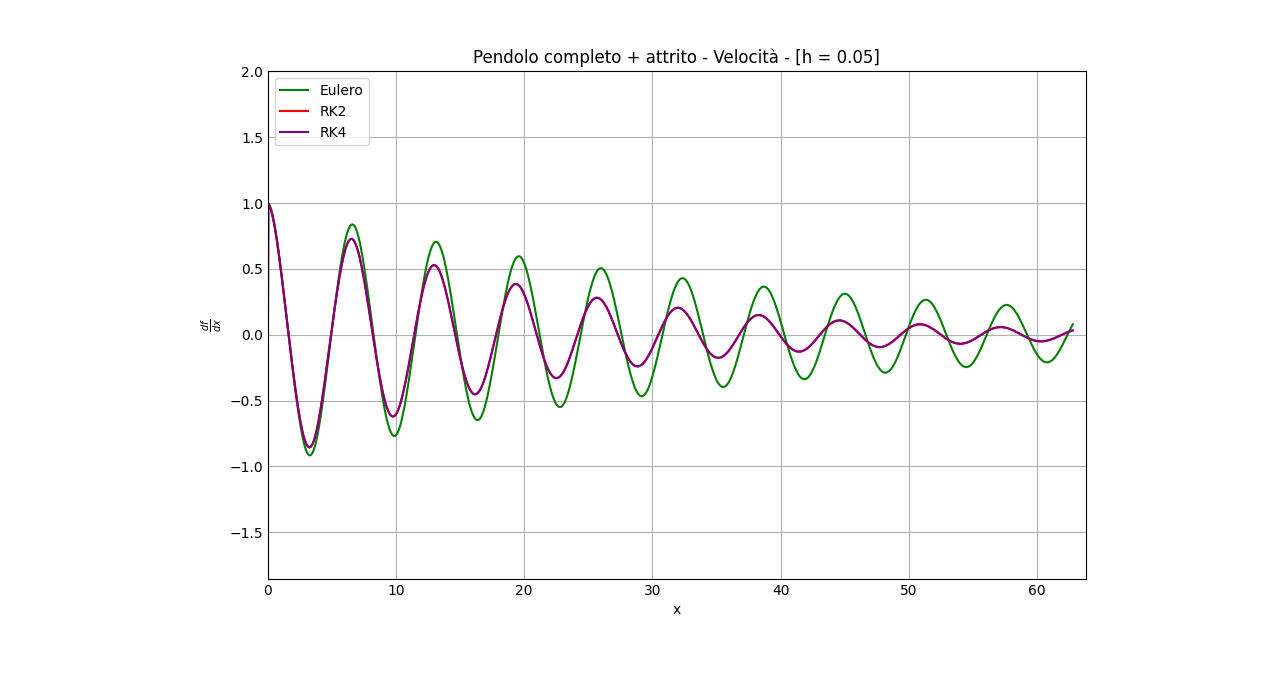 Pendolo completo + attrito - Velocità - [h = 0.05]
Eulero
RK2
RK4
2.0
1.5
1.0
0.5
0.0
−0.5
−1.0
−1.5
df
dx
0 10 20 30 40 50 60
x